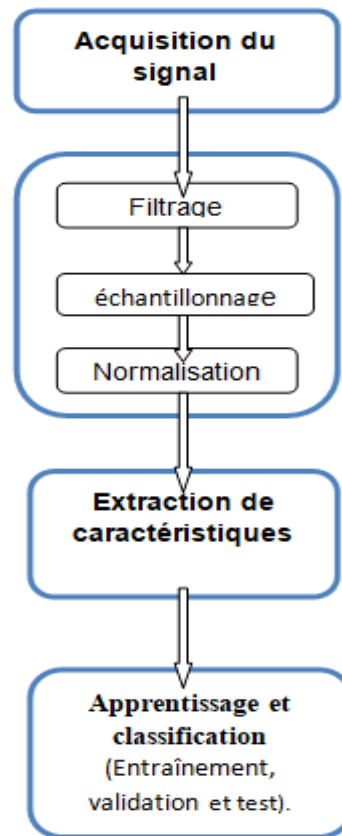 Acquisition du
signal
Filtrage
échantillonnage
Normalisation
Extraction de
caractéristiques
Apprentissage et
classification
(Entraînement,
validation et test).